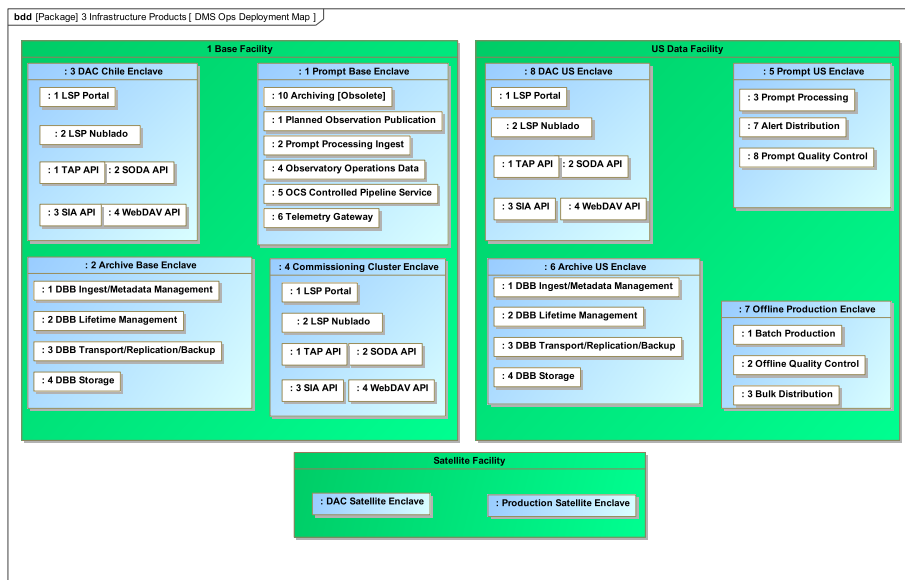 bdd [Package] 3 Infrastructure Products [ DMS Ops Deployment Map ]
1 Base Facility
: 3 DAC Chile Enclave
: 1 LSP Portal
: 2 LSP Nublado
: 1 TAP API
: 2 SODA API
: 3 SIA API
: 4 WebDAV API
: 1 Prompt Base Enclave
: 10 Archiving [Obsolete]
: 1 Planned Observation Publication
: 2 Prompt Processing Ingest
: 4 Observatory Operations Data
: 5 OCS Controlled Pipeline Service
: 6 Telemetry Gateway
: 2 Archive Base Enclave
: 1 DBB Ingest/Metadata Management
: 2 DBB Lifetime Management
: 3 DBB Transport/Replication/Backup
: 4 DBB Storage
: 4 Commissioning Cluster Enclave
: 1 LSP Portal
: 2 LSP Nublado
: 1 TAP API
: 2 SODA API
: 3 SIA API
: 4 WebDAV API
US Data Facility
: 8 DAC US Enclave
: 1 LSP Portal
: 2 LSP Nublado
: 1 TAP API
: 2 SODA API
: 3 SIA API
: 4 WebDAV API
: 5 Prompt US Enclave
: 3 Prompt Processing
: 7 Alert Distribution
: 8 Prompt Quality Control
: 6 Archive US Enclave
: 1 DBB Ingest/Metadata Management
: 2 DBB Lifetime Management
: 3 DBB Transport/Replication/Backup
: 4 DBB Storage
: 7 Offline Production Enclave
: 1 Batch Production
: 2 Offline Quality Control
: 3 Bulk Distribution
Satellite Facility
: DAC Satellite Enclave
: Production Satellite Enclave